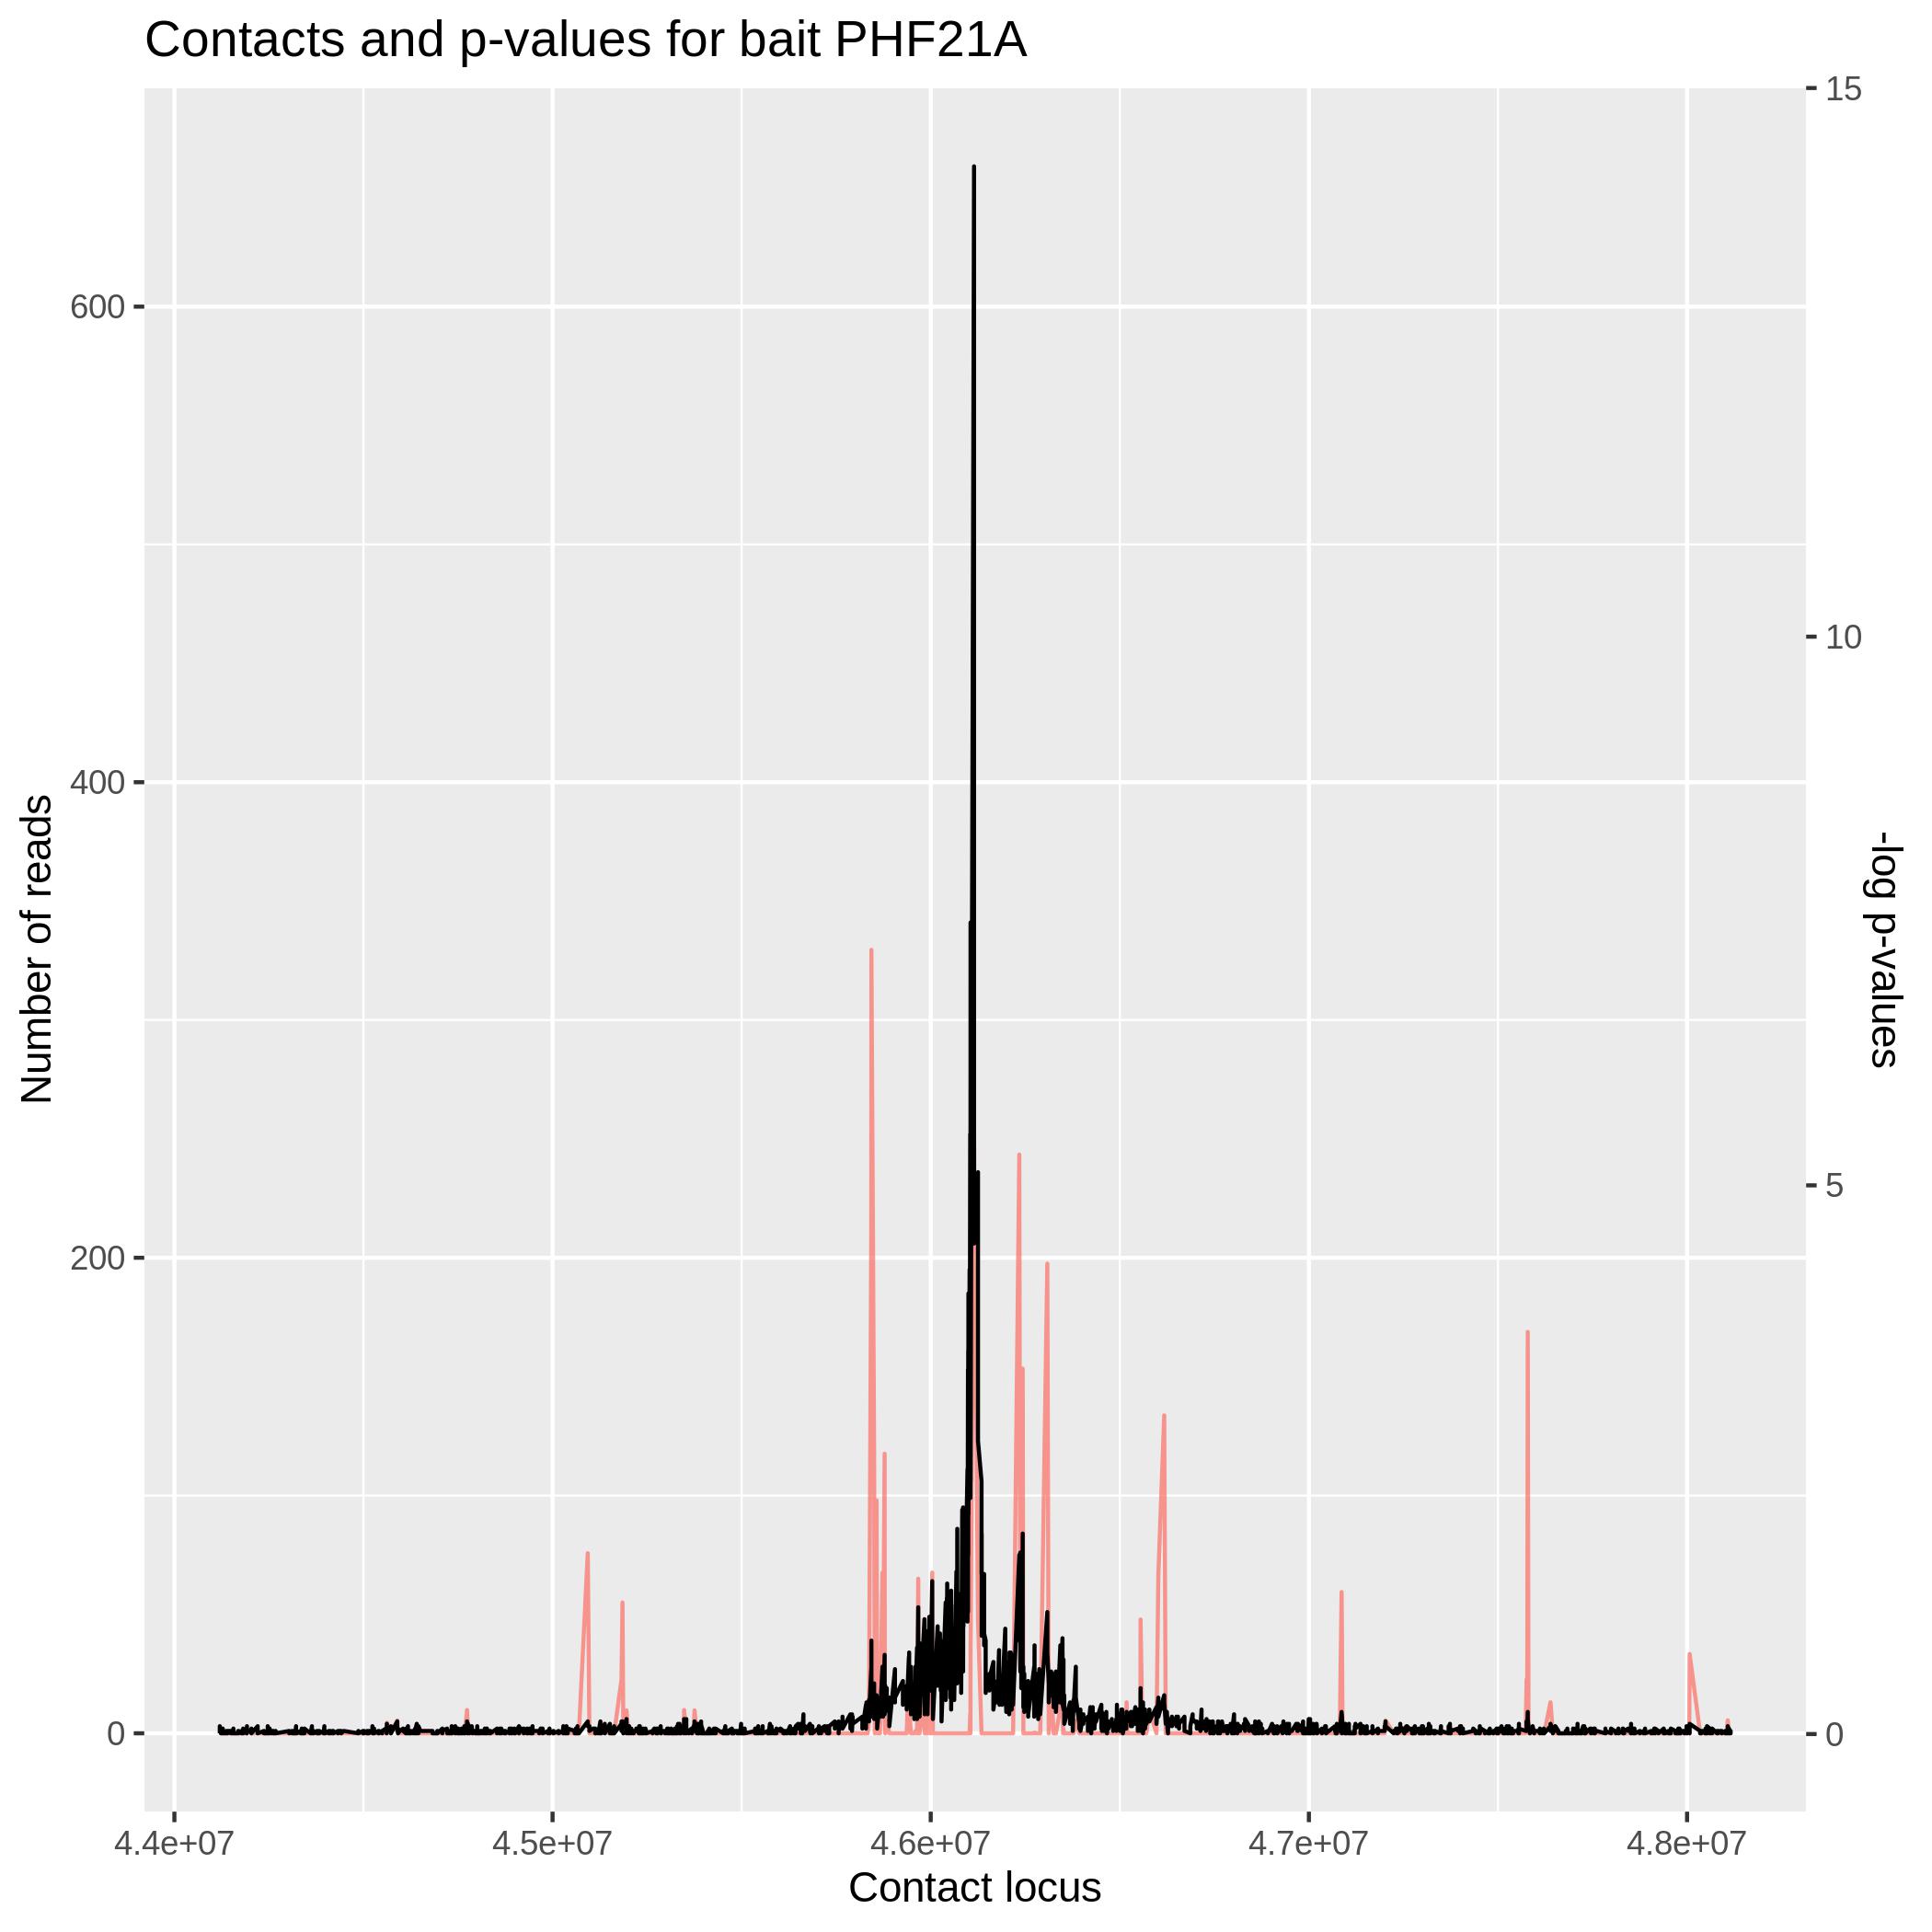 Contacts and p-values for bait PHF21A
15
600
10
400
Number of reads
-log p-values
5
200
0
0
4.4e+07
4.5e+07
4.6e+07
4.7e+07
4.8e+07
Contact locus